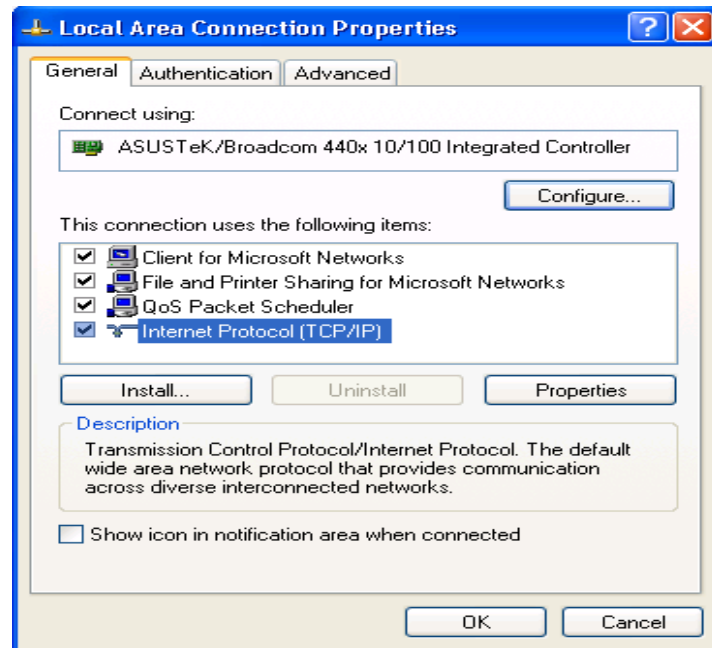 Local Area Connection Properties
General Authentication Advanced
Connect using:
ASUSTeK/Broadcom 440x 10/100 Integrated Controller
Configure...
This connection uses the following items:
Client for Microsoft Networks
File and Printer Sharing for Microsoft Networks
QoS Packet Scheduler
Internet Protocol (TCP/IP)
Install... Uninstall Properties
Description
Transmission Control Protocol/Internet Protocol. The default
wide area network protocol that provides communication
across diverse interconnected networks.
Show icon in notification area when connected
OK Cancel